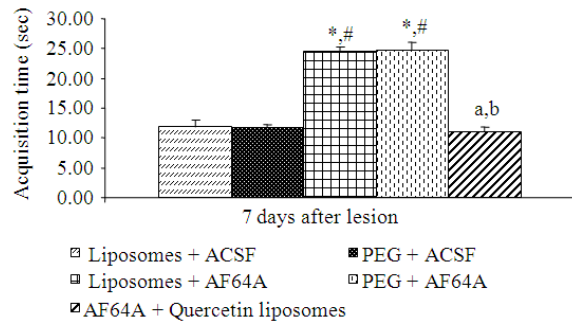 Acquisition time (sec)
30.00
25.00
20.00
15.00
10.00
5.00
0.00
*,#
*,#
a,b
7 days after lesion
Liposomes + ACSF
PEG + ACSF
Liposomes + AF64A
PEG + AF64A
AF64A + Quercetin liposomes